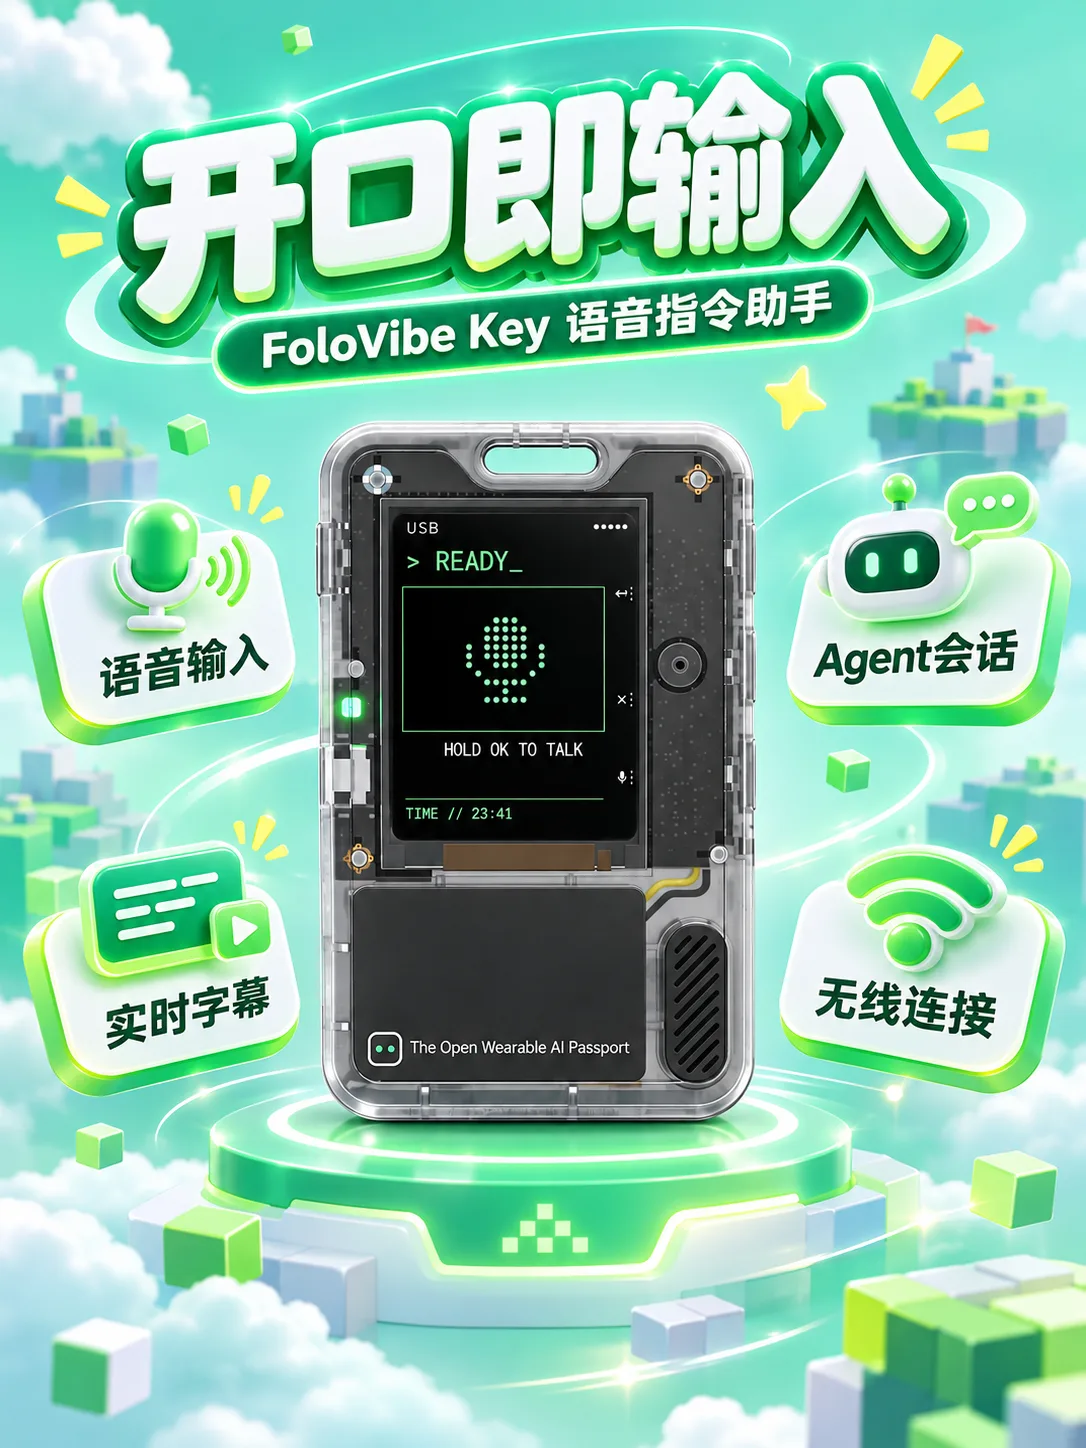 开口即输入
FoloVibe Key 语音指令助手
USB
> READY_
HOLD OK TO TALK
TIME // 23:41
语音输入
Agent会话
实时字幕
无线连接
The Open Wearable AI Passport